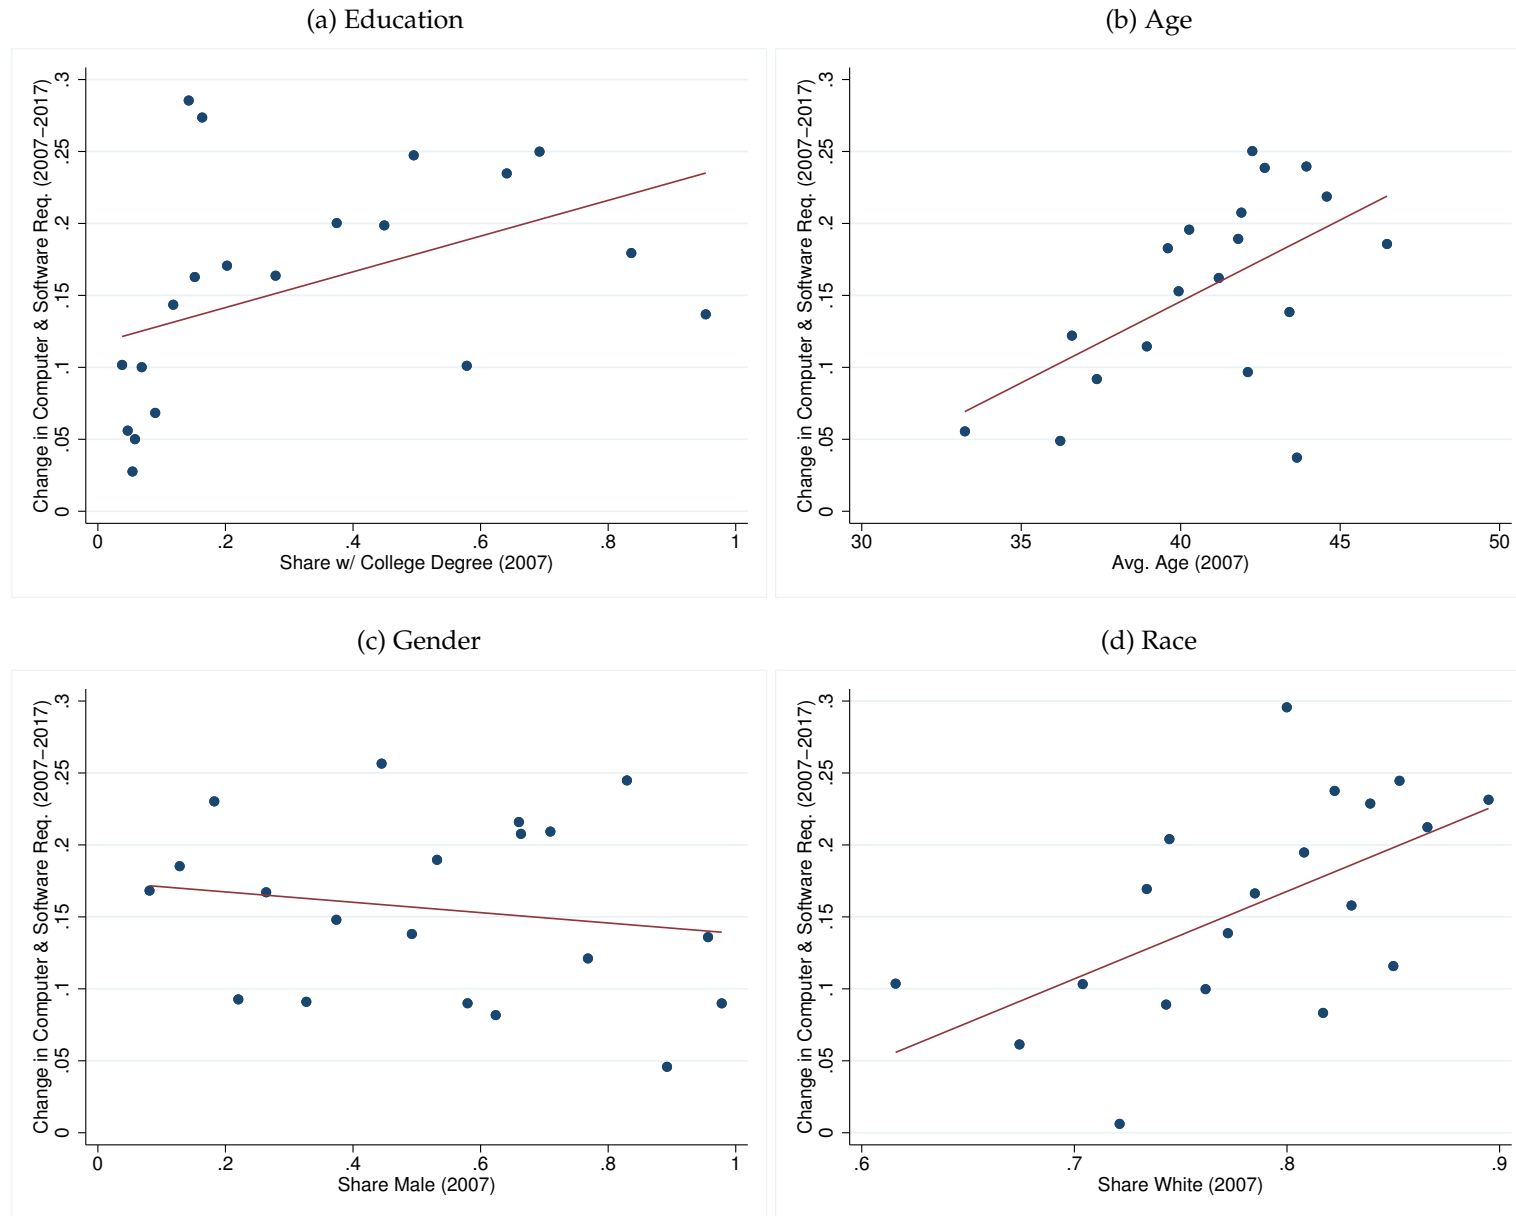 (a) Education
Change in Computer & Software Req. (2007−2017)
.3
.25
.2
.15
.1
.05
0
0 .2 .4 .6 .8 1
Share w/ College Degree (2007)
(b) Age
Change in Computer & Software Req. (2007−2017)
.3
.25
.2
.15
.1
.05
0
30 35 40 45 50
Avg. Age (2007)
(c) Gender
Change in Computer & Software Req. (2007−2017)
.3
.25
.2
.15
.1
.05
0
0 .2 .4 .6 .8 1
Share Male (2007)
(d) Race
Change in Computer & Software Req. (2007−2017)
.3
.25
.2
.15
.1
.05
0
.6 .7 .8 .9
Share White (2007)